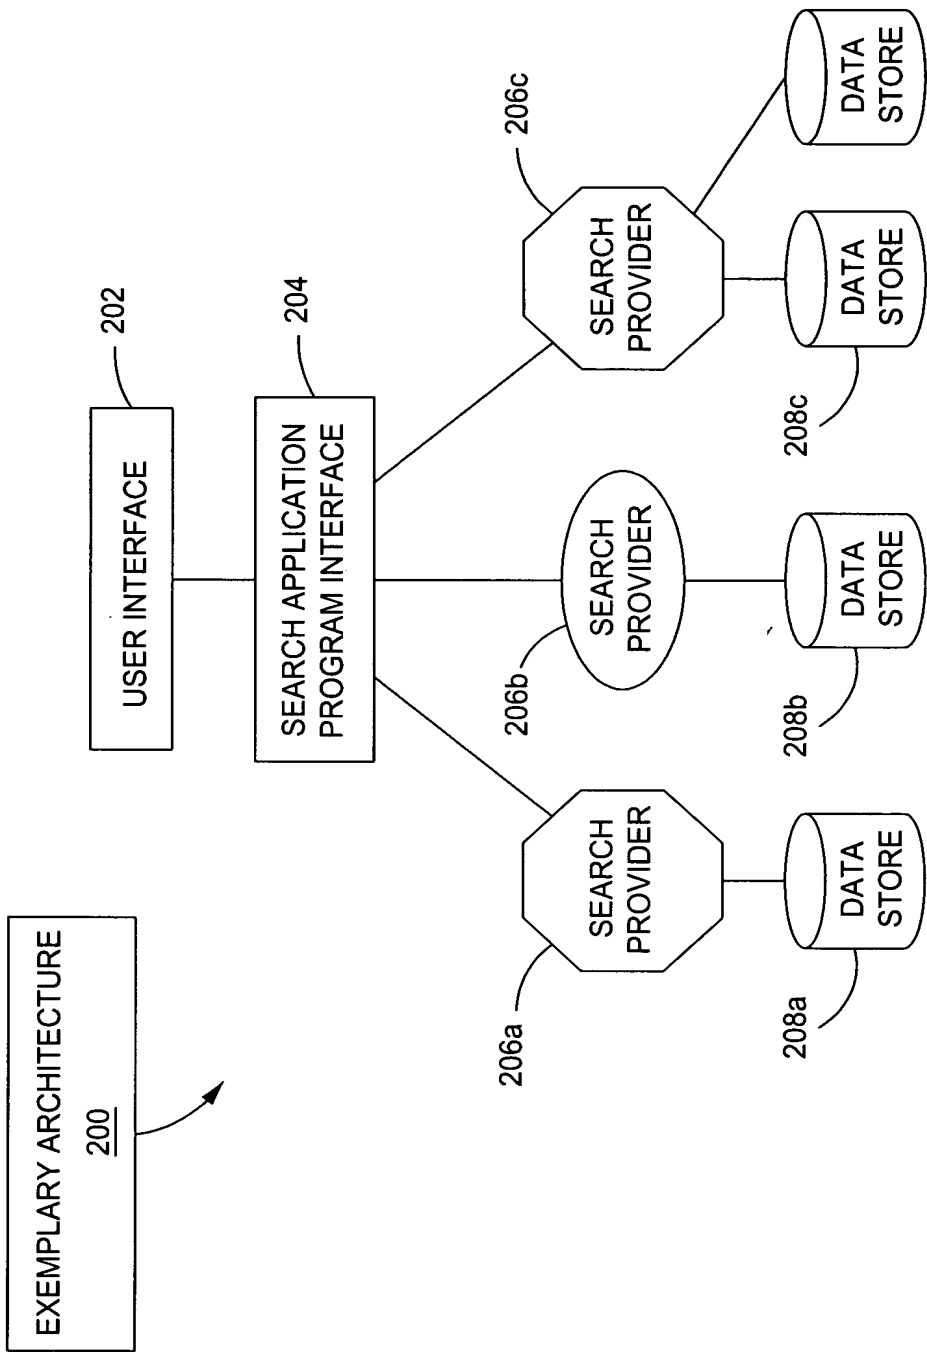 EXEMPLARY ARCHITECTURE
200
USER INTERFACE
202
SEARCH APPLICATION
PROGRAM INTERFACE
204
SEARCH
PROVIDER
206a
SEARCH
PROVIDER
206b
SEARCH
PROVIDER
206c
DATA
STORE
208a
DATA
STORE
208b
DATA
STORE
208c
DATA
STORE